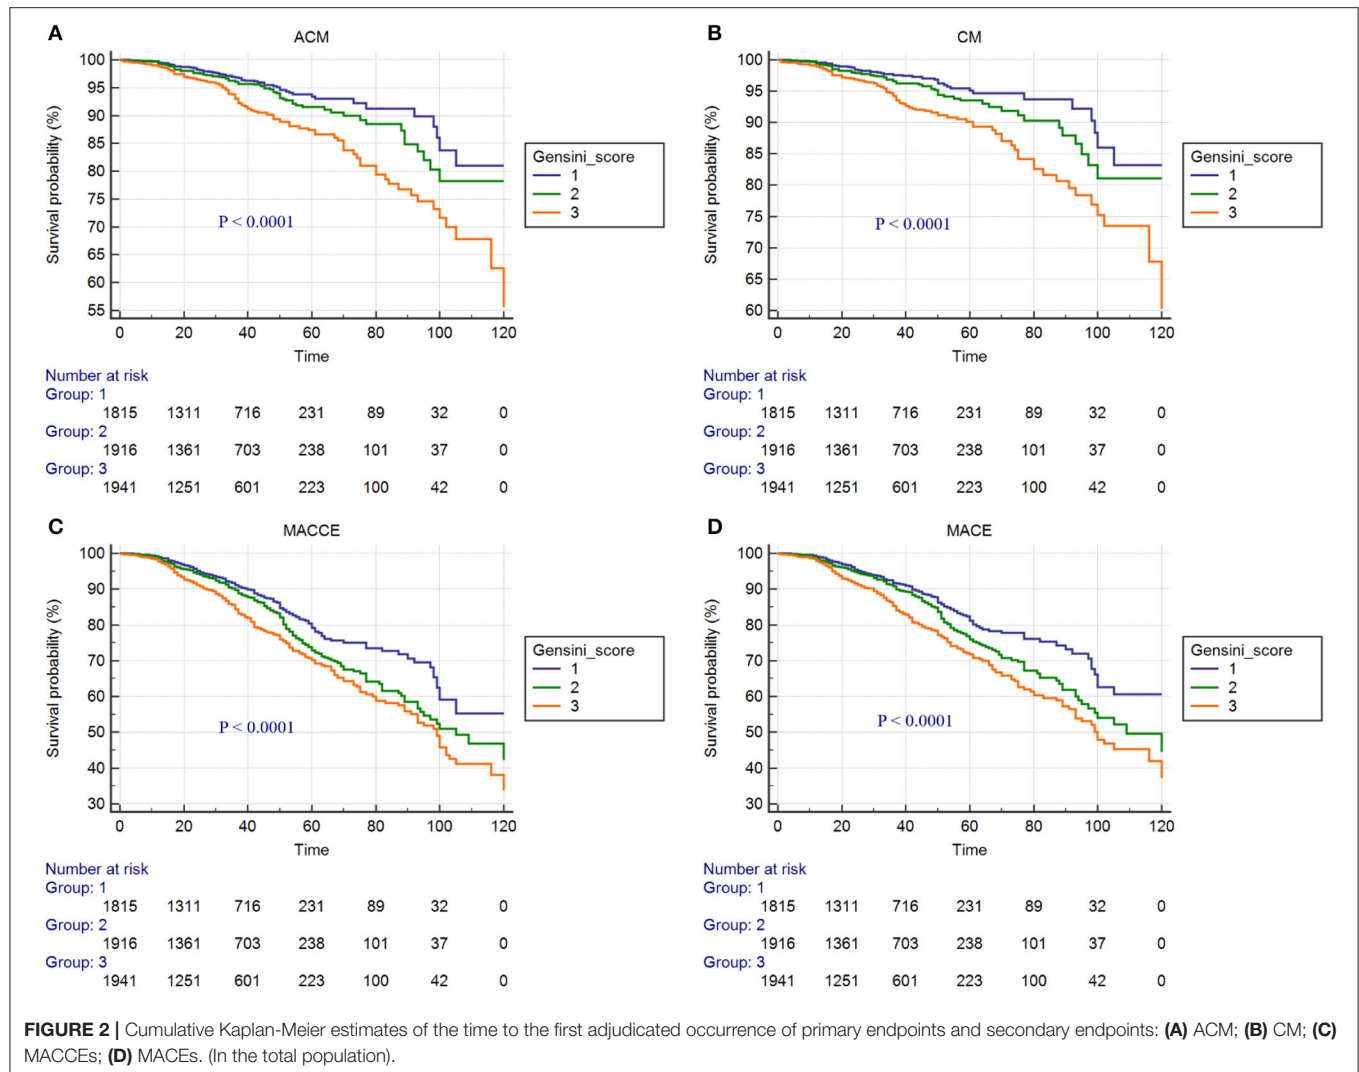 A
ACM
Survival probability (%)
100
95
90
85
80
75
70
65
60
55
0 20 40 60 80 100 120
Time
P < 0.0001
Gensini_score
1
2
3
Number at risk
Group: 1
1815 1311 716 231 89 32 0
Group: 2
1916 1361 703 238 101 37 0
Group: 3
1941 1251 601 223 100 42 0
B
CM
Survival probability (%)
100
95
90
85
80
75
70
65
60
0 20 40 60 80 100 120
Time
P < 0.0001
Gensini_score
1
2
3
Number at risk
Group: 1
1815 1311 716 231 89 32 0
Group: 2
1916 1361 703 238 101 37 0
Group: 3
1941 1251 601 223 100 42 0
C
MACCE
Survival probability (%)
100
90
80
70
60
50
40
30
0 20 40 60 80 100 120
Time
P < 0.0001
Gensini_score
1
2
3
Number at risk
Group: 1
1815 1311 716 231 89 32 0
Group: 2
1916 1361 703 238 101 37 0
Group: 3
1941 1251 601 223 100 42 0
D
MACE
Survival probability (%)
100
90
80
70
60
50
40
30
0 20 40 60 80 100 120
Time
P < 0.0001
Gensini_score
1
2
3
Number at risk
Group: 1
1815 1311 716 231 89 32 0
Group: 2
1916 1361 703 238 101 37 0
Group: 3
1941 1251 601 223 100 42 0
FIGURE 2 | Cumulative Kaplan-Meier estimates of the time to the first adjudicated occurrence of primary endpoints and secondary endpoints: (A) ACM; (B) CM; (C)
MACCEs; (D) MACEs. (In the total population).